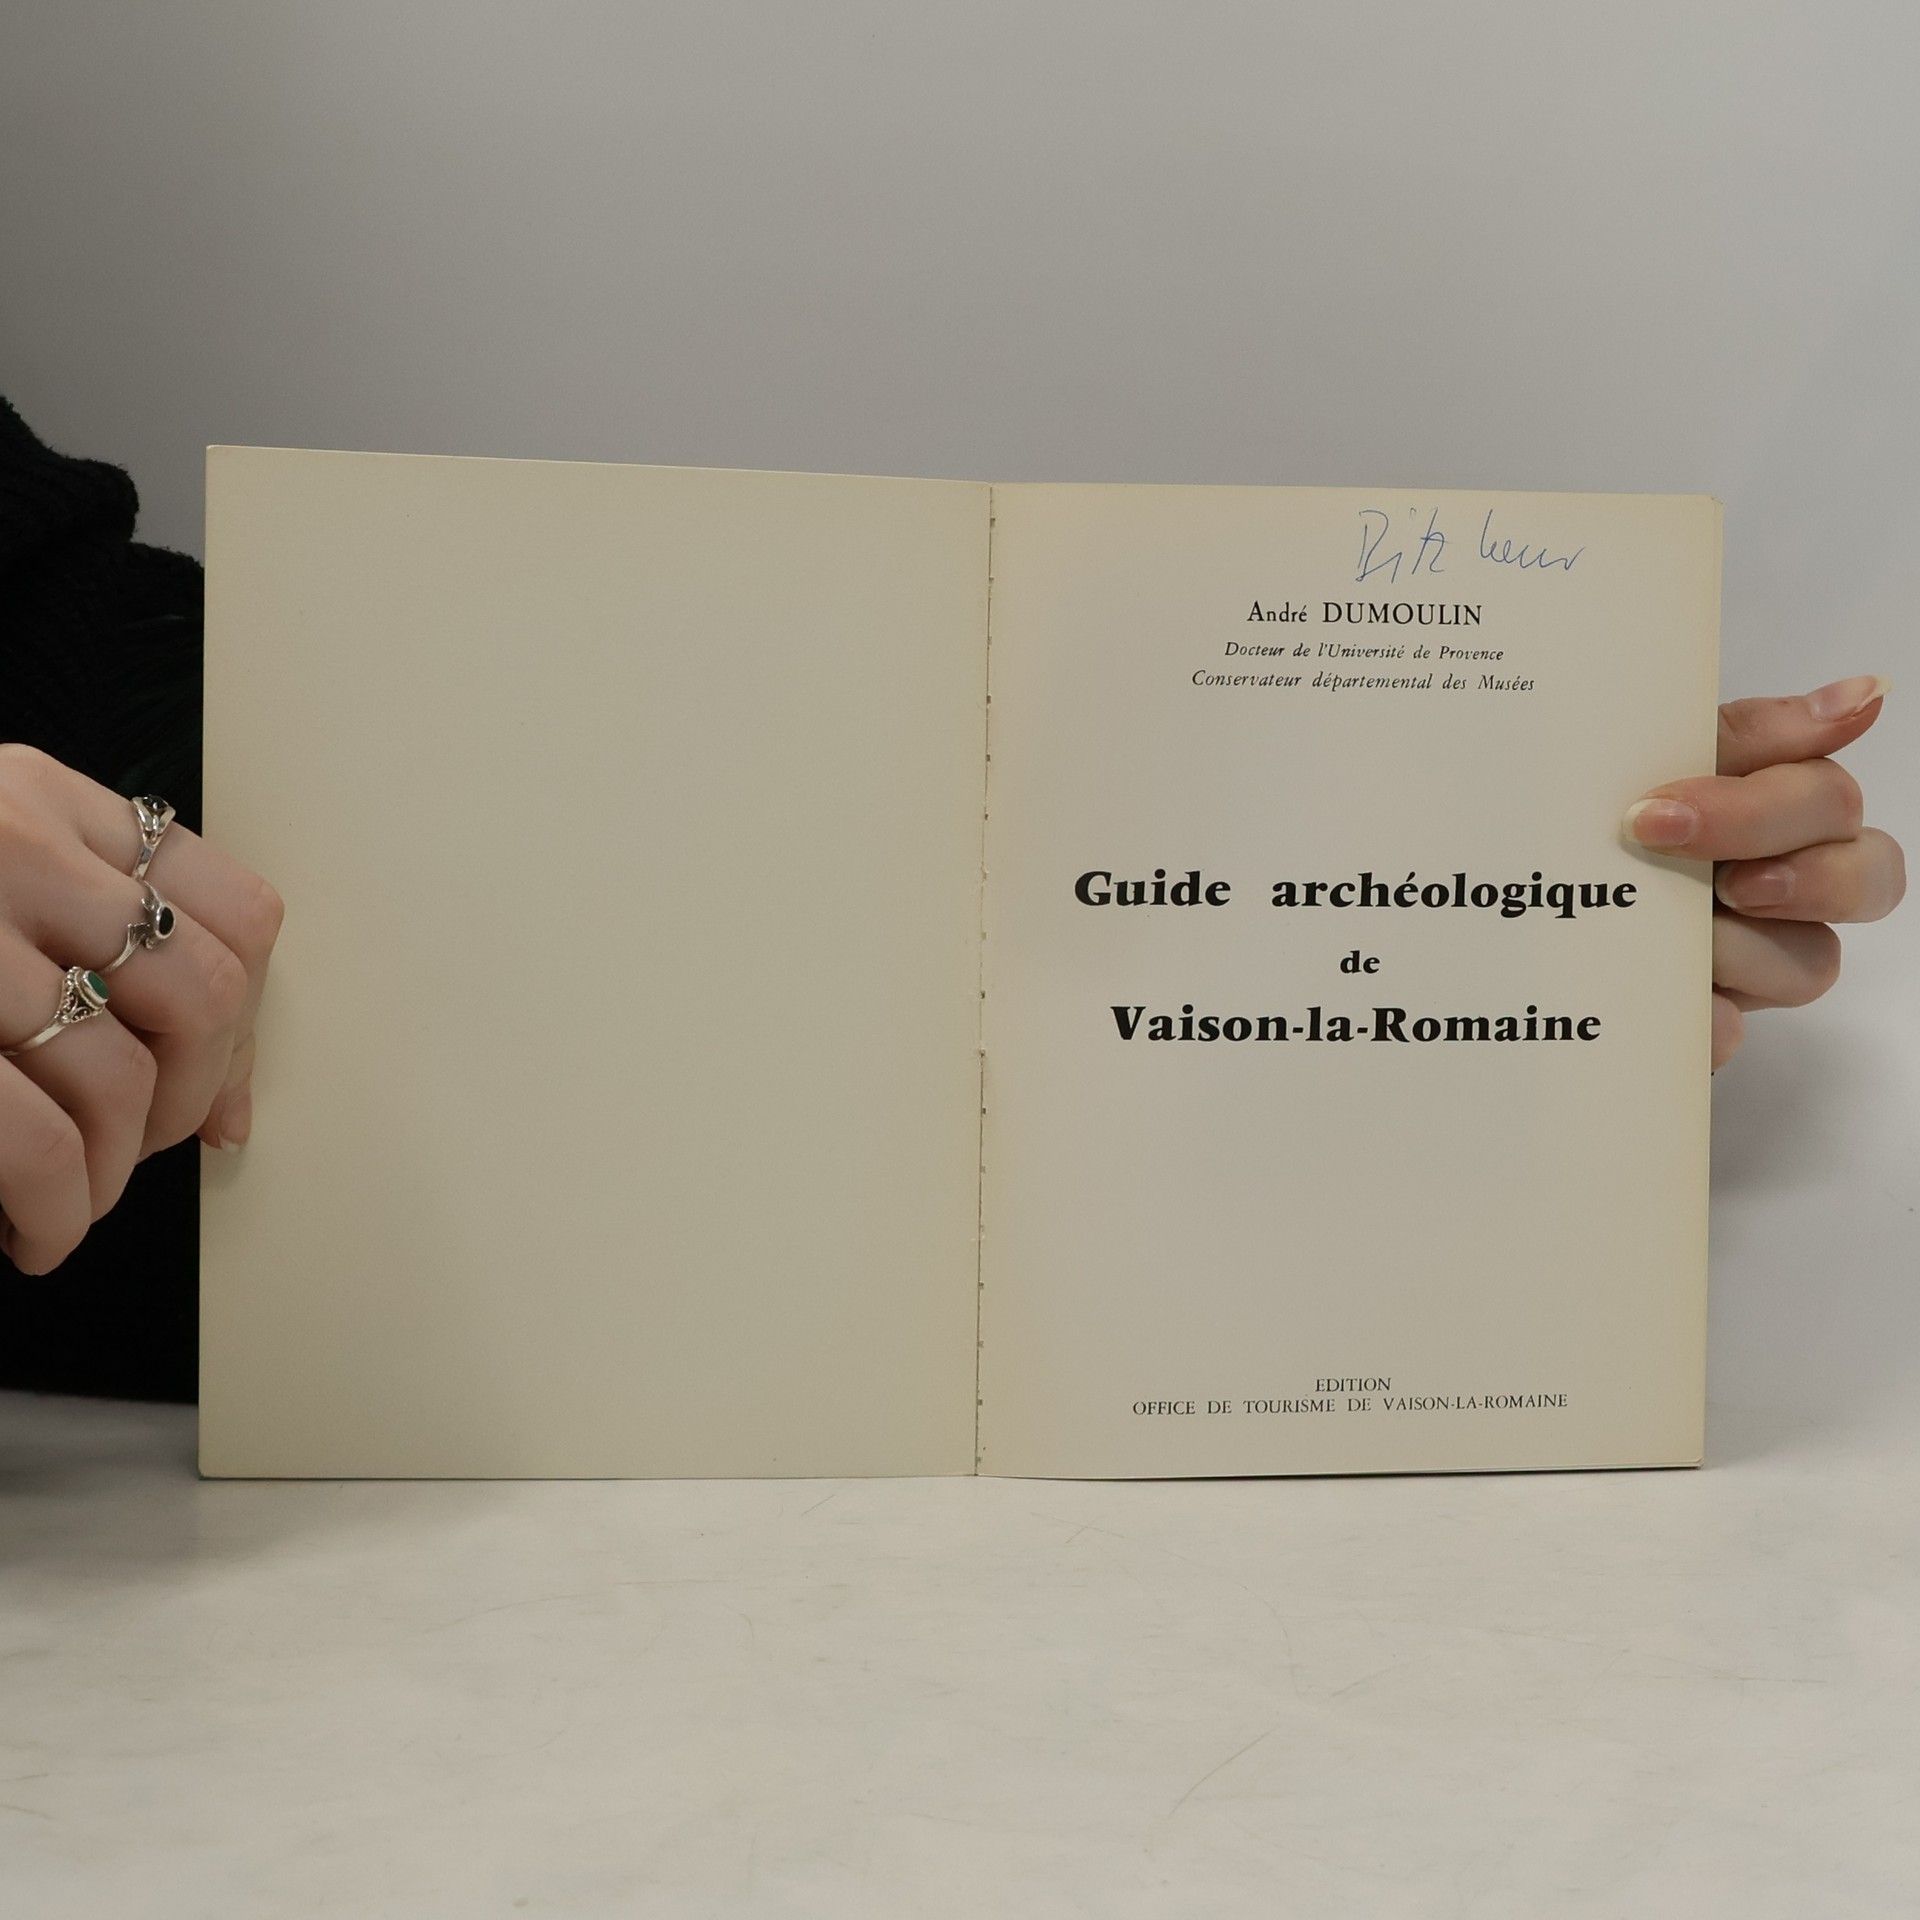 André DUMOULIN
Docteur de l'Université de Provence
Conservateur départemental des Musées
Guide archéologique
de
Vaison-la-Romaine
EDITION
OFFICE DE TOURISME DE VAISON-LA-ROMAINE